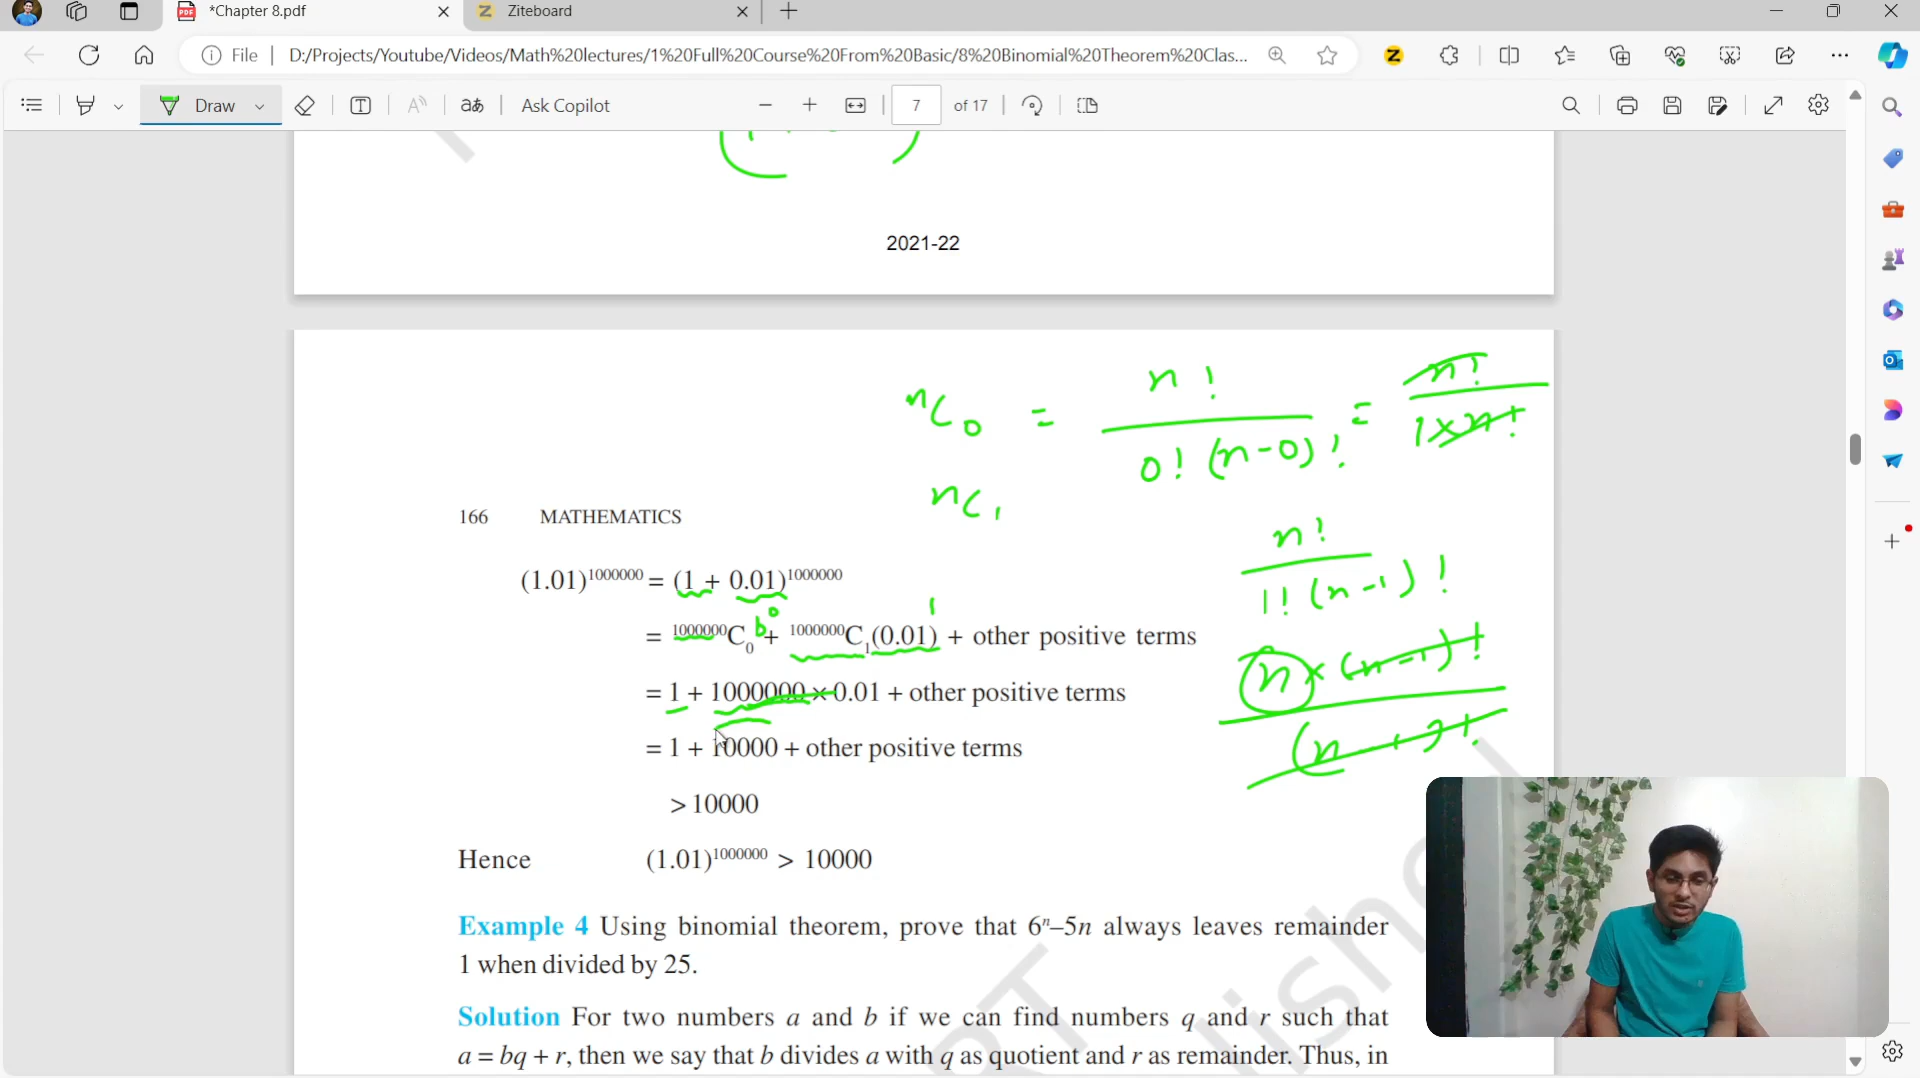 *Chapter 8.pdf
Ziteboard
File
D:/Projects/Youtube/Videos/Math%20lectures/1%20Full%20Course%20From%20Basic/8%20Binomial%20Theorem%20Clas...
Draw
Ask Copilot
7 of 17
2021-22
ⁿC₀ = n! / 0! (n-0)! = n! / 1×n!
ⁿC₁
n! / 1! (n-1)!
n×(n-1)!
166 MATHEMATICS
(1.01)¹⁰⁰⁰⁰⁰⁰ = (1 + 0.01)¹⁰⁰⁰⁰⁰⁰
= ¹⁰⁰⁰⁰⁰⁰C₀ b⁰ + ¹⁰⁰⁰⁰⁰⁰C₁(0.01)¹ + other positive terms
= 1 + 1000000 × 0.01 + other positive terms
= 1 + 10000 + other positive terms
> 10000
Hence (1.01)¹⁰⁰⁰⁰⁰⁰ > 10000
Example 4 Using binomial theorem, prove that 6ⁿ–5n always leaves remainder
1 when divided by 25.
Solution For two numbers a and b if we can find numbers q and r such that
a = bq + r, then we say that b divides a with q as quotient and r as remainder. Thus, in